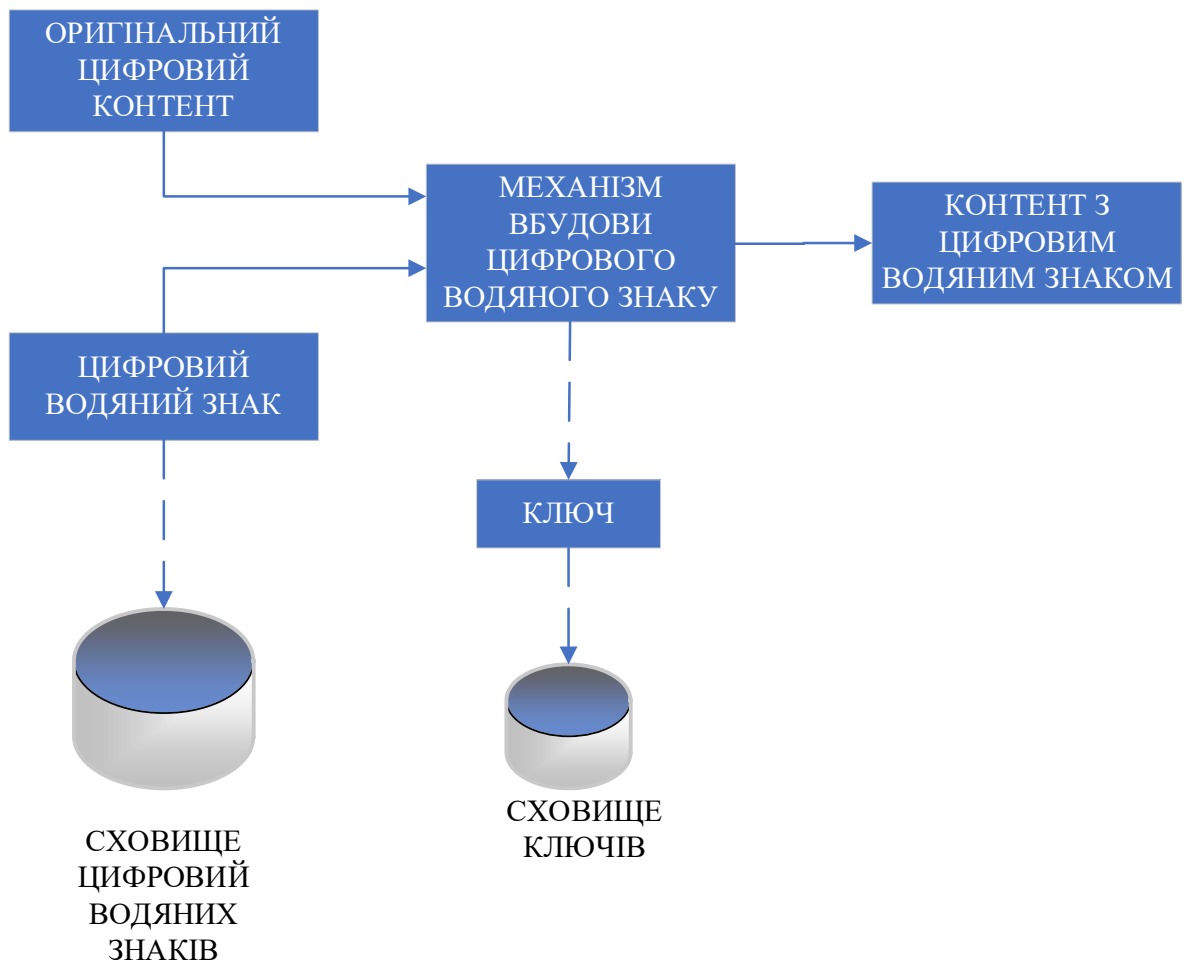 ОРИГІНАЛЬНИЙ
ЦИФРОВИЙ
КОНТЕНТ
МЕХАНІЗМ
ВБУДОВИ
ЦИФРОВОГО
ВОДЯНОГО ЗНАКУ
КОНТЕНТ З
ЦИФРОВИМ
ВОДЯНИМ ЗНАКОМ
ЦИФРОВИЙ
ВОДЯНИЙ ЗНАК
КЛЮЧ
СХОВИЩЕ
КЛЮЧІВ
СХОВИЩЕ
ЦИФРОВИЙ
ВОДЯНИХ
ЗНАКІВ